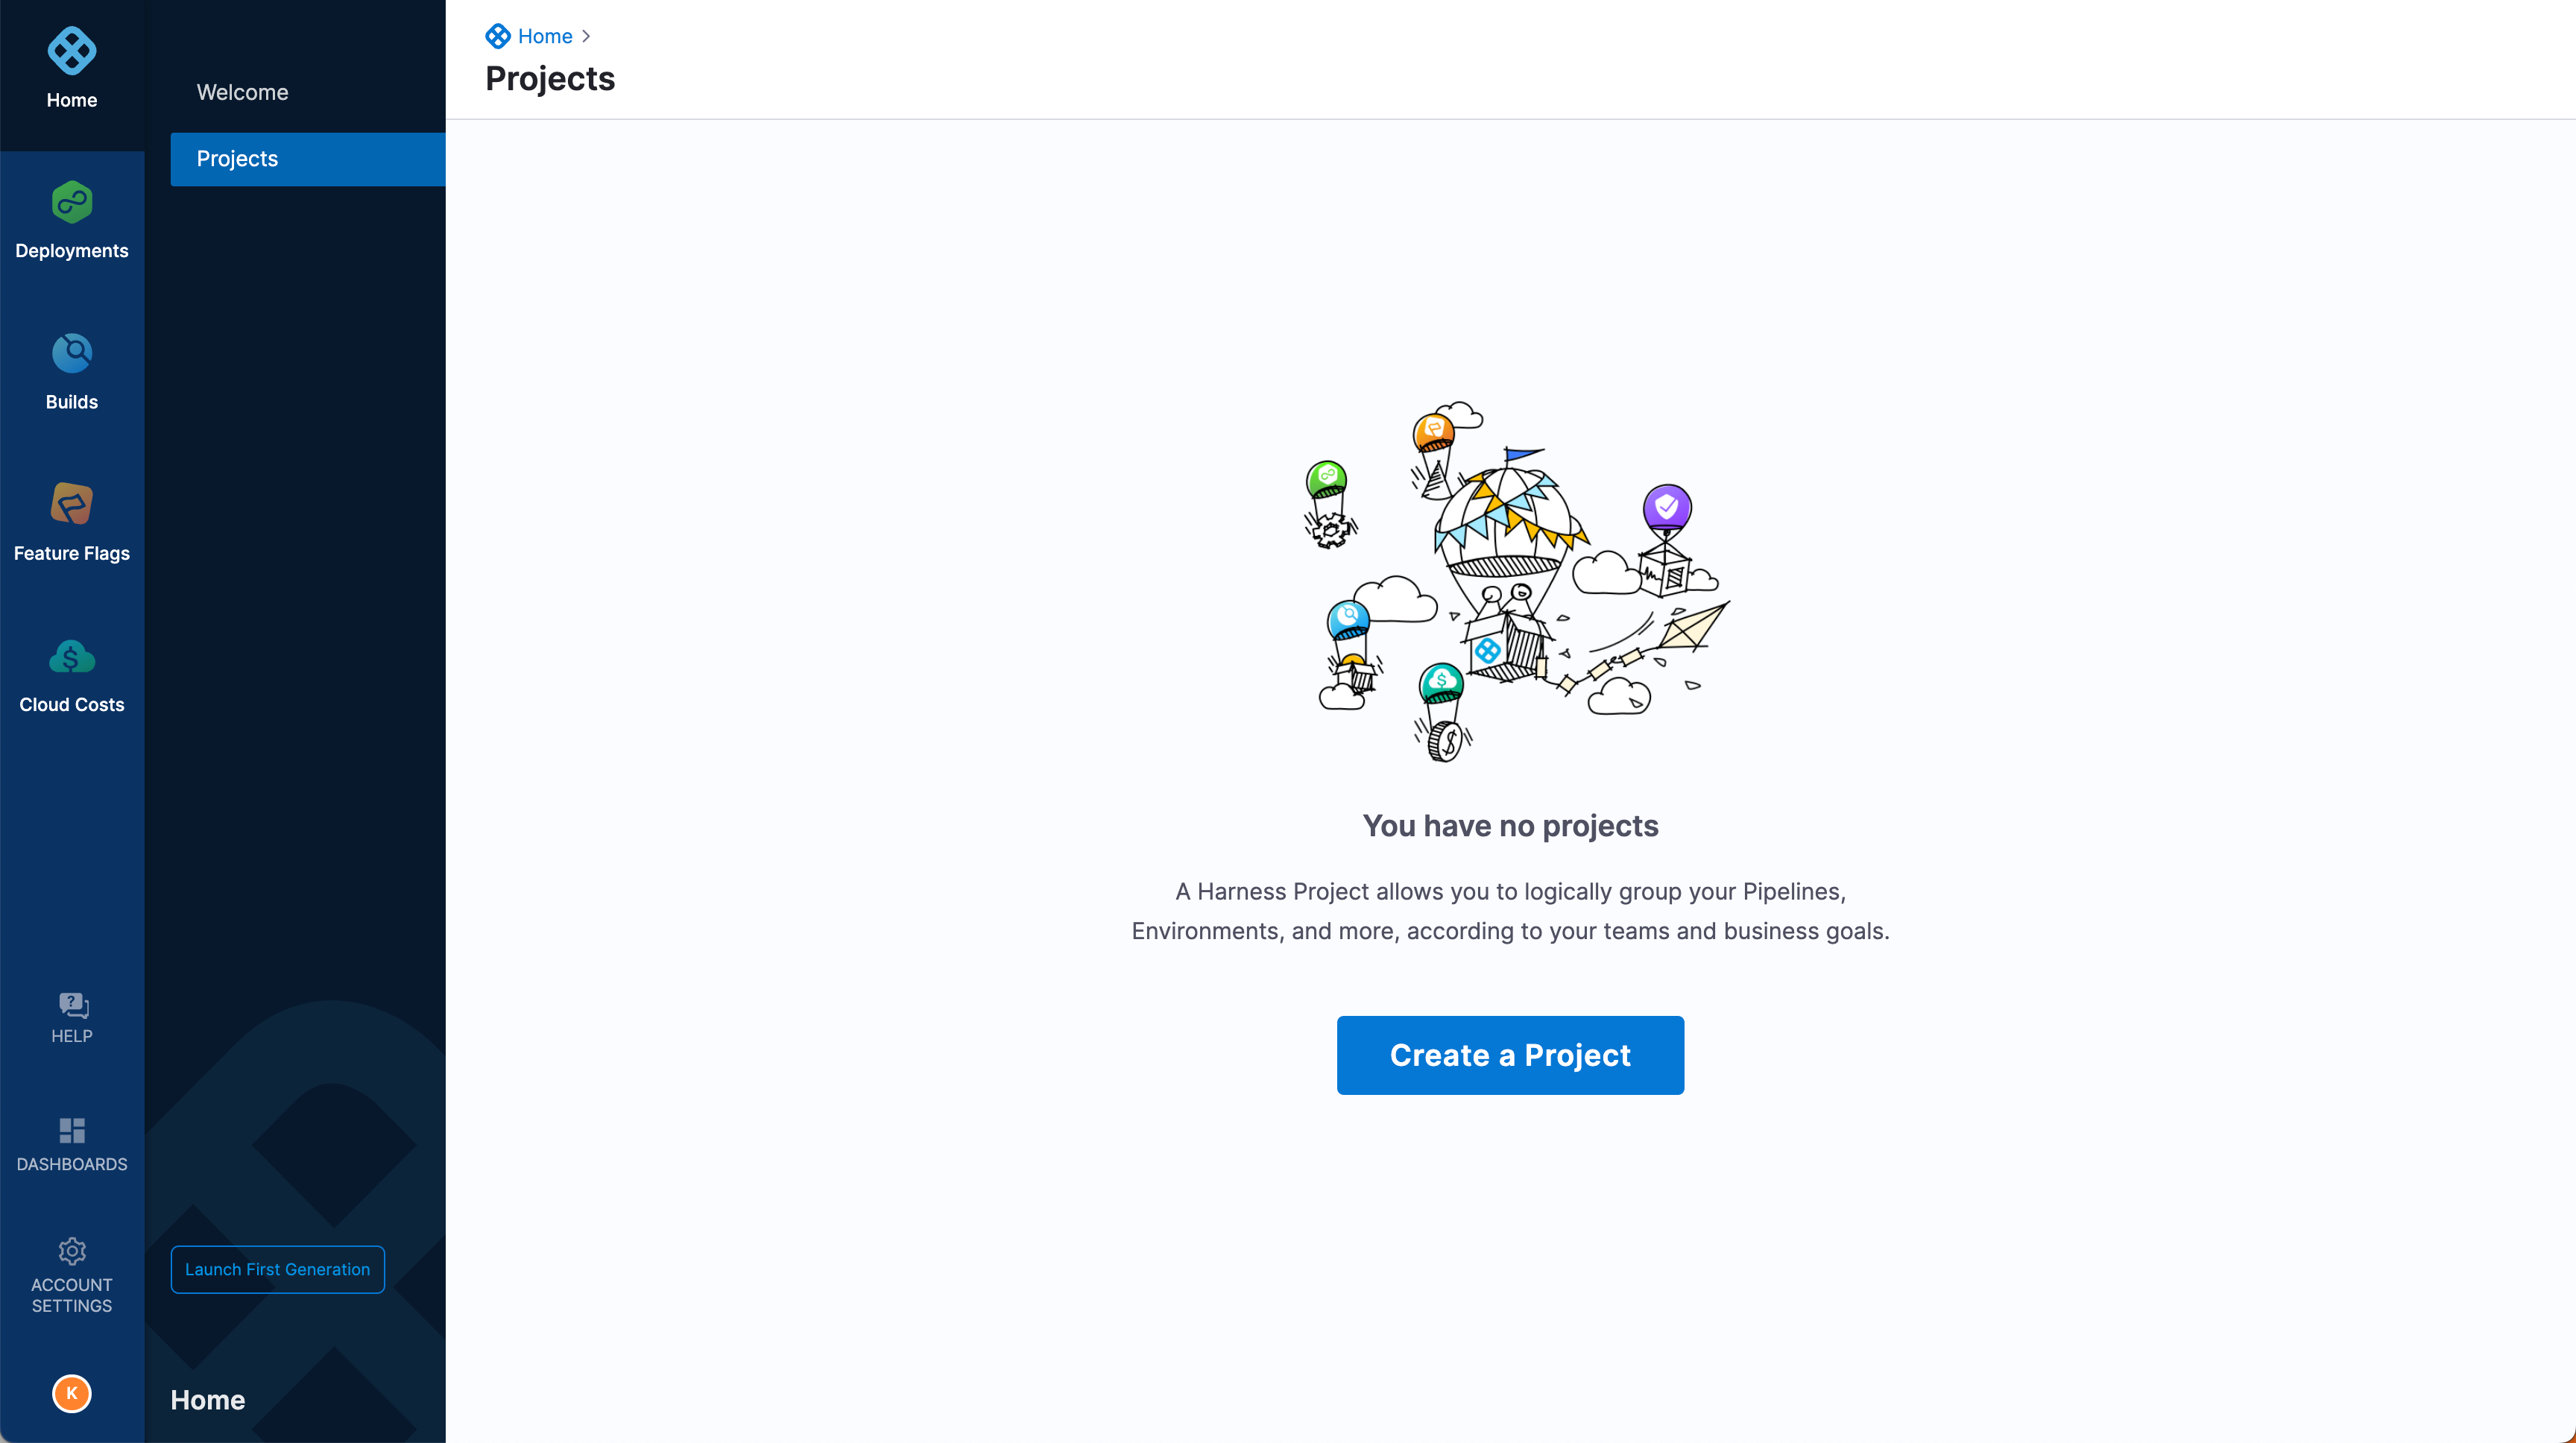 Home
Deployments
Builds
Feature Flags
Cloud Costs
HELP
DASHBOARDS
ACCOUNT
SETTINGS
K
Welcome
Projects
Launch First Generation
Home
Home
Projects
You have no projects
A Harness Project allows you to logically group your Pipelines,
Environments, and more, according to your teams and business goals.
Create a Project